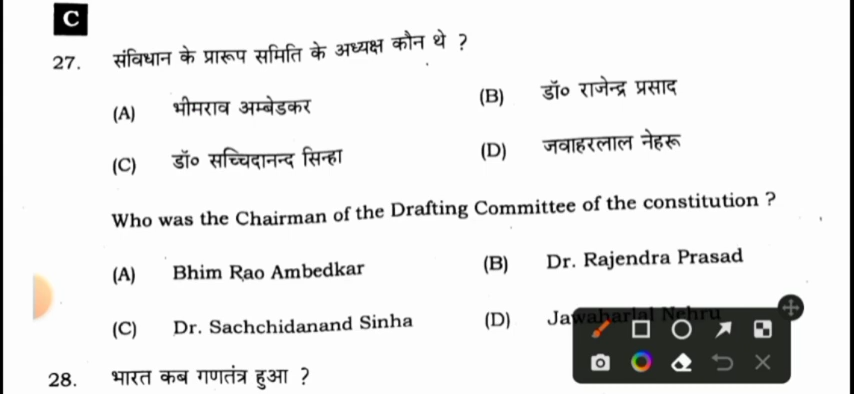 C
27. संविधान के प्रारूप समिति के अध्यक्ष कौन थे ?
(A) भीमराव अम्बेडकर (B) डॉ० राजेन्द्र प्रसाद
(C) डॉ० सच्चिदानन्द सिन्हा (D) जवाहरलाल नेहरू
Who was the Chairman of the Drafting Committee of the constitution ?
(A) Bhim Rao Ambedkar (B) Dr. Rajendra Prasad
(C) Dr. Sachchidanand Sinha (D) Jawaharlal Nehru
28. भारत कब गणतंत्र हुआ ?